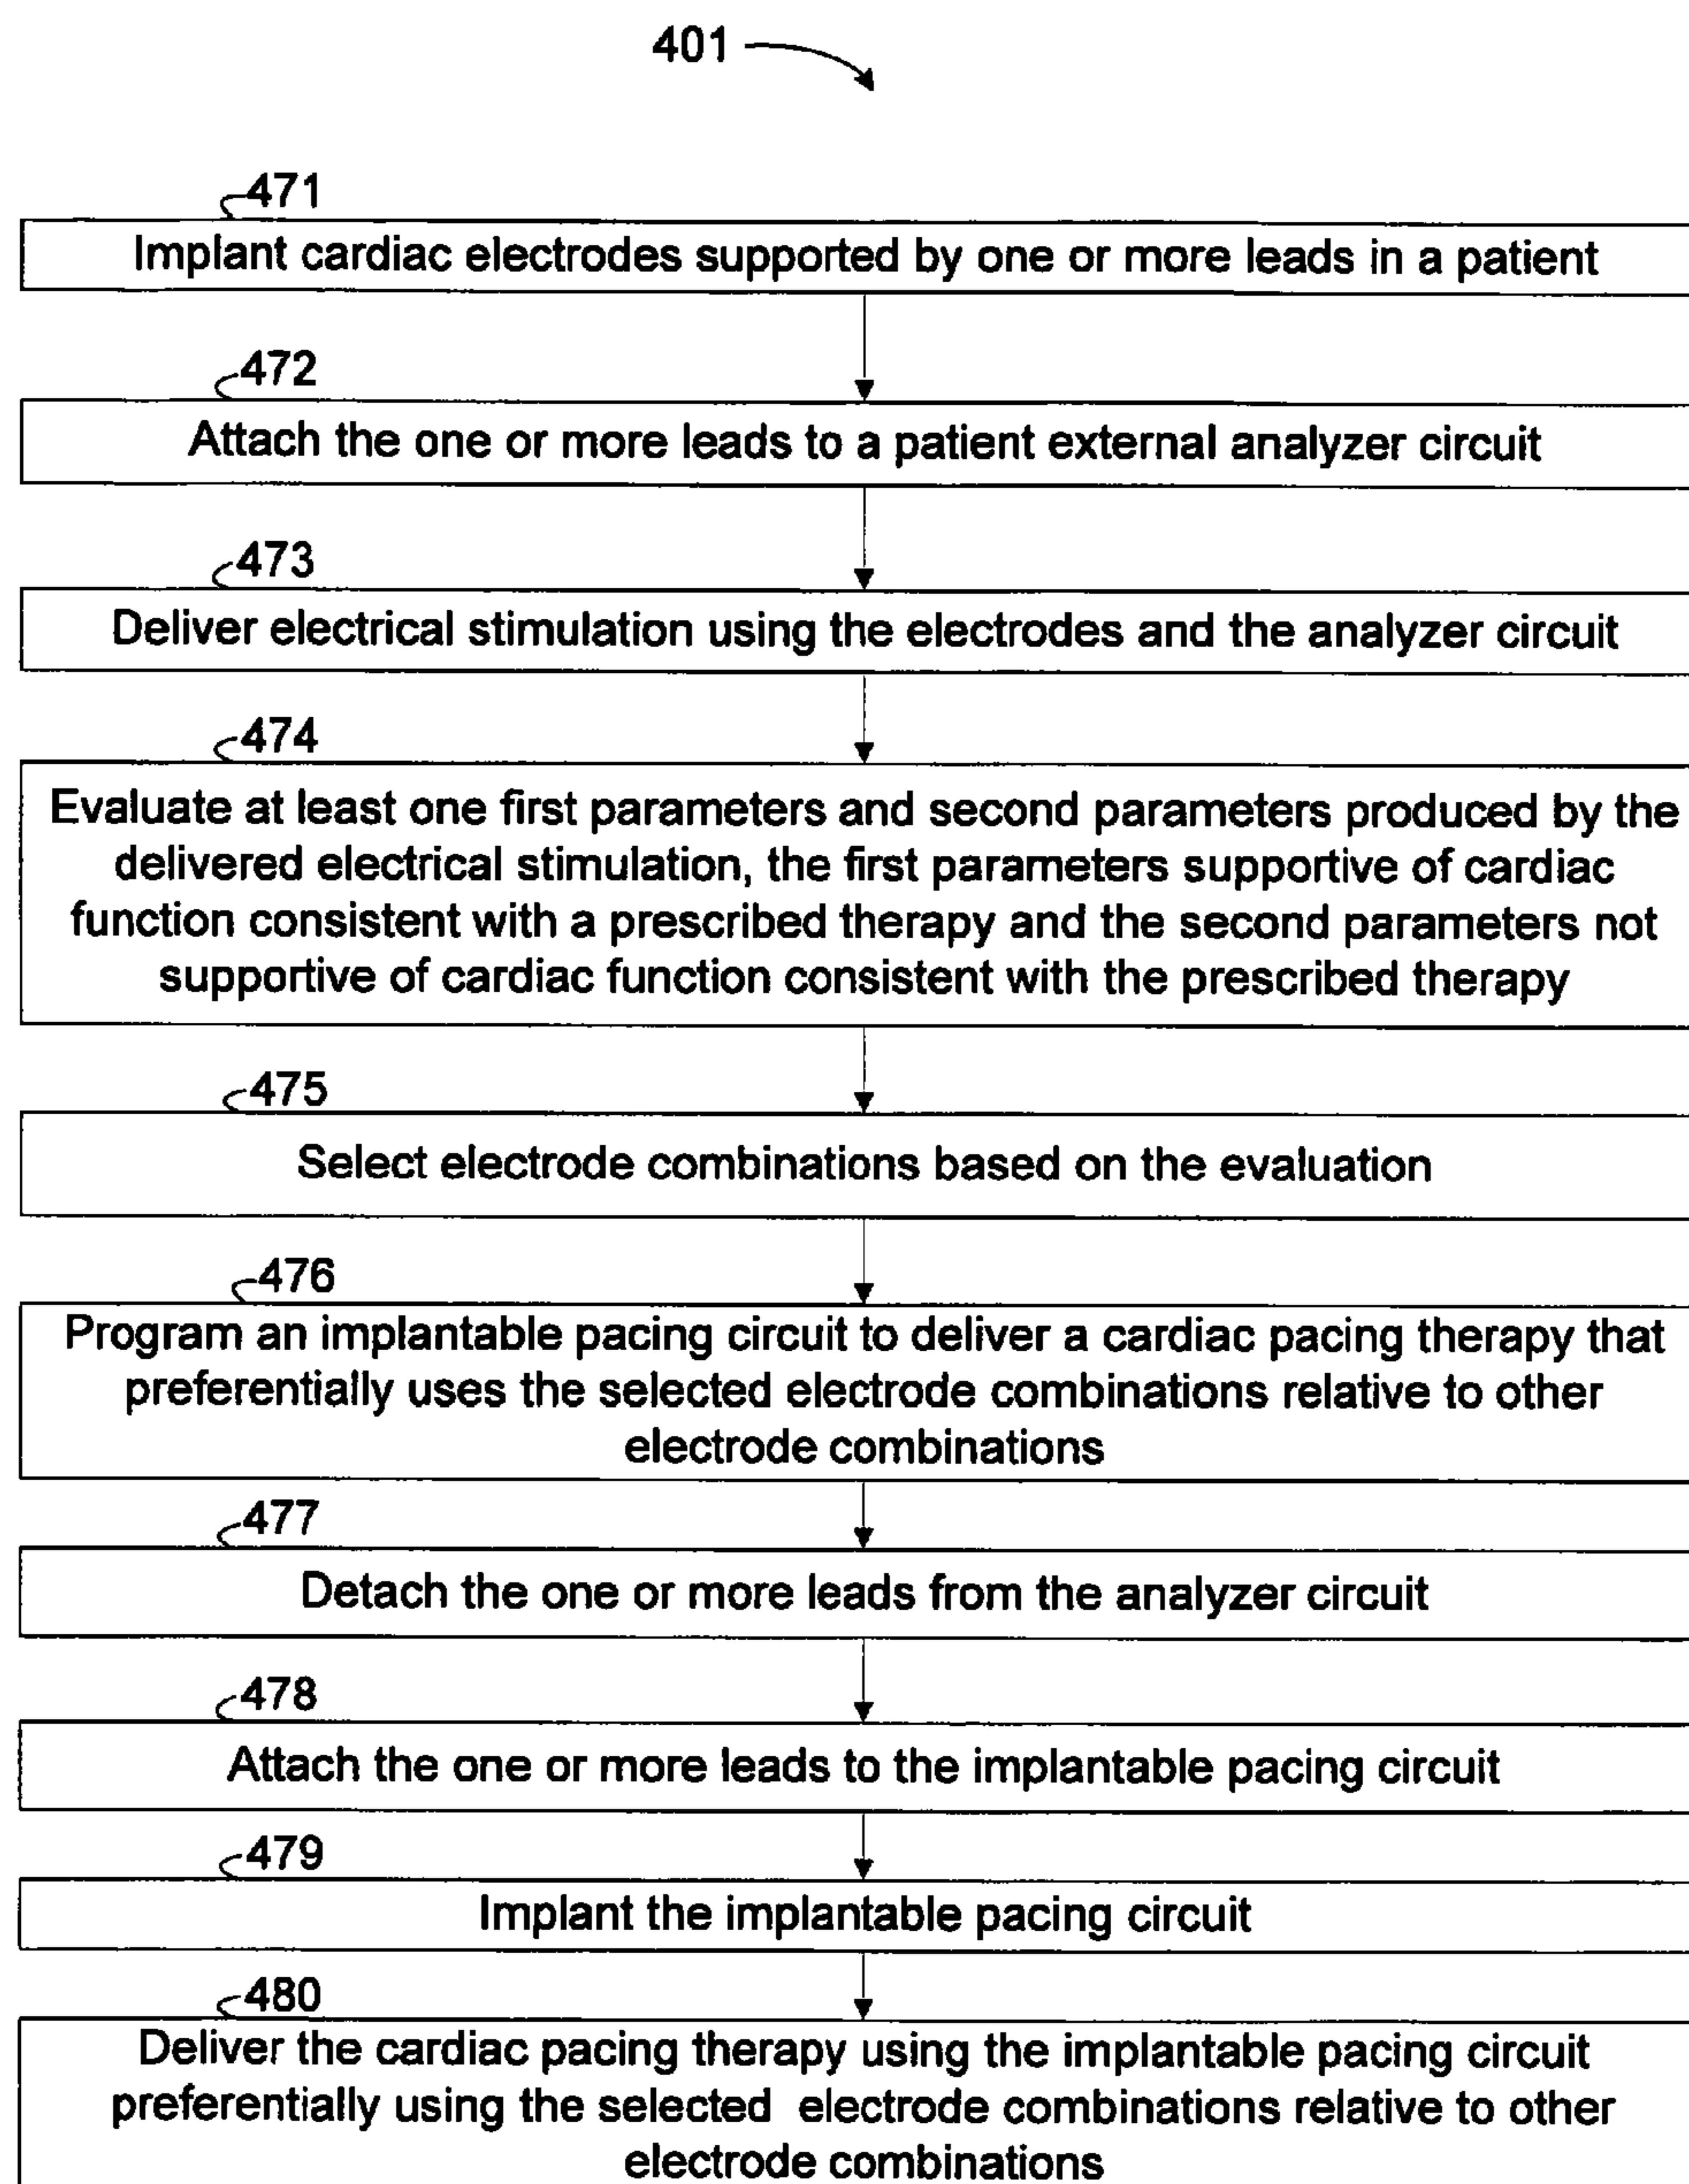 401
471
Implant cardiac electrodes supported by one or more leads in a patient
472
Attach the one or more leads to a patient external analyzer circuit
473
Deliver electrical stimulation using the electrodes and the analyzer circuit
474
Evaluate at least one first parameters and second parameters produced by the
delivered electrical stimulation, the first parameters supportive of cardiac
function consistent with a prescribed therapy and the second parameters not
supportive of cardiac function consistent with the prescribed therapy
475
Select electrode combinations based on the evaluation
476
Program an implantable pacing circuit to deliver a cardiac pacing therapy that
preferentially uses the selected electrode combinations relative to other
electrode combinations
477
Detach the one or more leads from the analyzer circuit
478
Attach the one or more leads to the implantable pacing circuit
479
Implant the implantable pacing circuit
480
Deliver the cardiac pacing therapy using the implantable pacing circuit
preferentially using the selected electrode combinations relative to other
electrode combinations